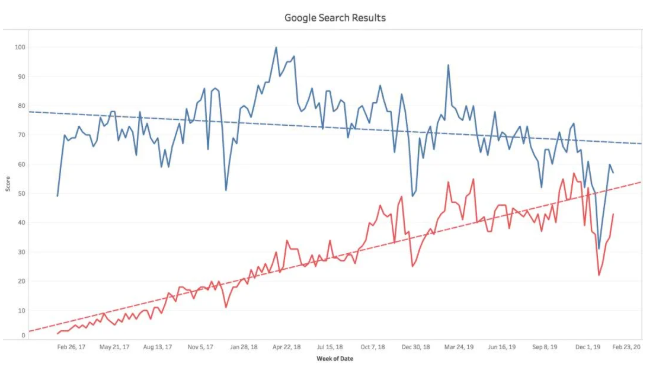 Google Search Results
100
90
80
70
60
50
40
30
20
10
0
Score
Feb 26, 17 May 21, 17 Aug 13, 17 Nov 5, 17 Jan 28, 18 Apr 22, 18 Jul 15, 18 Oct 7, 18 Dec 30, 18 Mar 24, 19 Jun 16, 19 Sep 8, 19 Dec 1, 19 Feb 23, 20
Week of Date